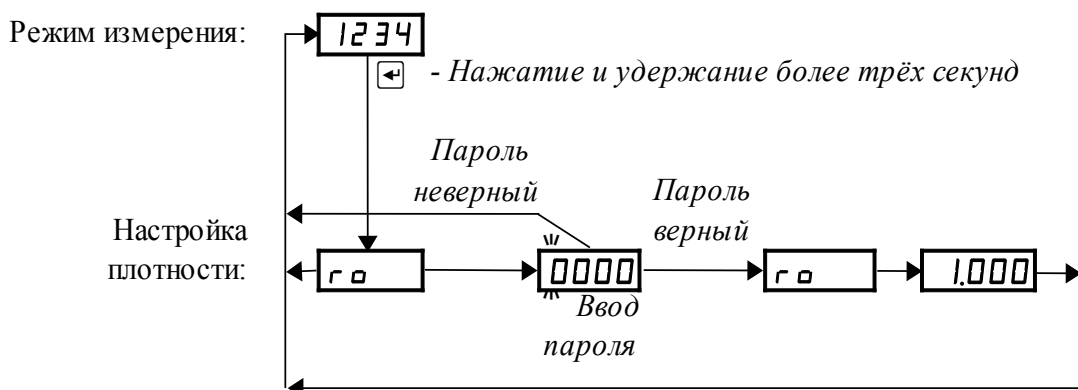 Режим измерения:
1234
- Нажатие и удержание более трёх секунд
Пароль
неверный
Пароль
верный
Настройка
плотности:
ro
0000
ro
1.000
Ввод
пароля